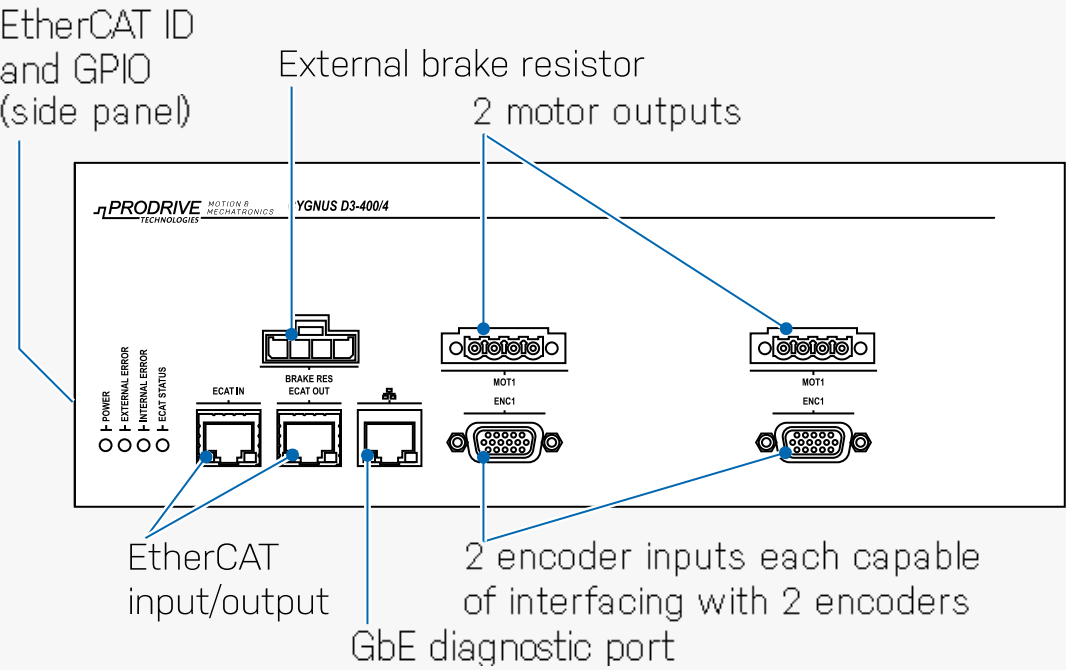 EtherCAT ID
and GPIO
(side panel)
External brake resistor
2 motor outputs
PRODRIVE
TECHNOLOGIES
MOTION &
MECHATRONICS
YGNUS D3-400/4
POWER
EXTERNAL ERROR
INTERNAL ERROR
ECAT STATUS
ECAT IN
BRAKE RES
ECAT OUT
MOT1
ENC1
MOT1
ENC1
EtherCAT
input/output
GbE diagnostic port
2 encoder inputs each capable
of interfacing with 2 encoders